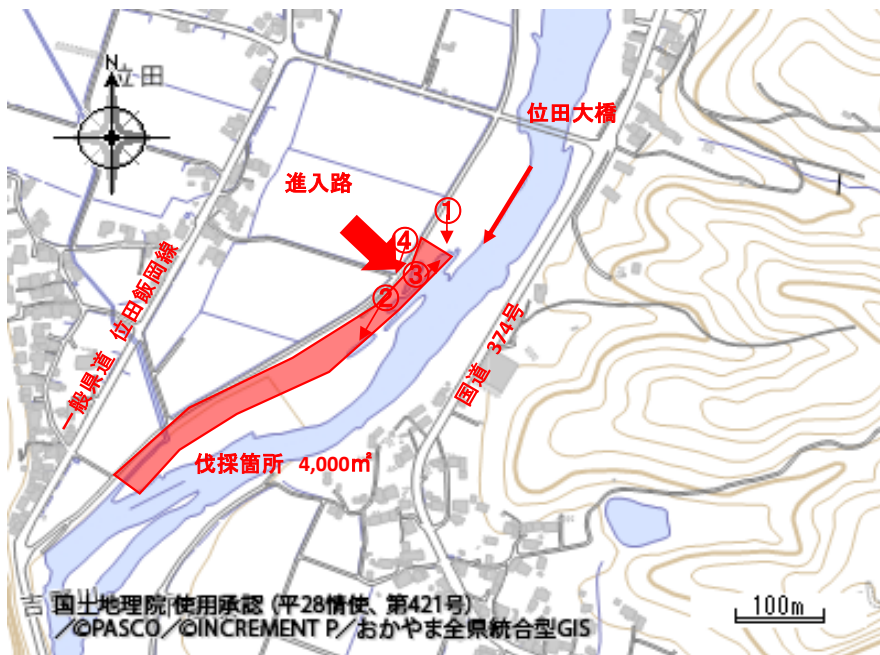 N
位田
位田大橋
進入路
①
④
③
②
一般県道 位田飯岡線
国道 374号
伐採箇所 4,000㎡
吉
国土地理院 使用承認 (平28情使、第421号)
／©PASCO／©INCREMENT P／おかやま全県統合型GIS
100m